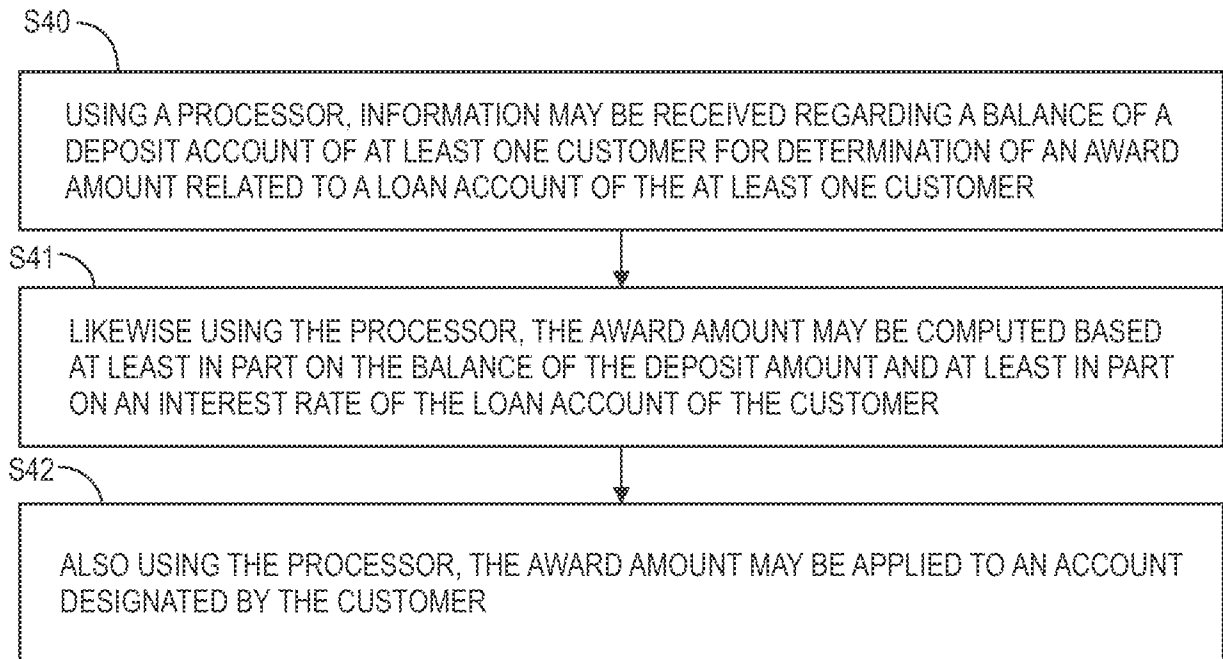 S40
USING A PROCESSOR, INFORMATION MAY BE RECEIVED REGARDING A BALANCE OF A
DEPOSIT ACCOUNT OF AT LEAST ONE CUSTOMER FOR DETERMINATION OF AN AWARD
AMOUNT RELATED TO A LOAN ACCOUNT OF THE AT LEAST ONE CUSTOMER
S41
LIKEWISE USING THE PROCESSOR, THE AWARD AMOUNT MAY BE COMPUTED BASED
AT LEAST IN PART ON THE BALANCE OF THE DEPOSIT AMOUNT AND AT LEAST IN PART
ON AN INTEREST RATE OF THE LOAN ACCOUNT OF THE CUSTOMER
S42
ALSO USING THE PROCESSOR, THE AWARD AMOUNT MAY BE APPLIED TO AN ACCOUNT
DESIGNATED BY THE CUSTOMER